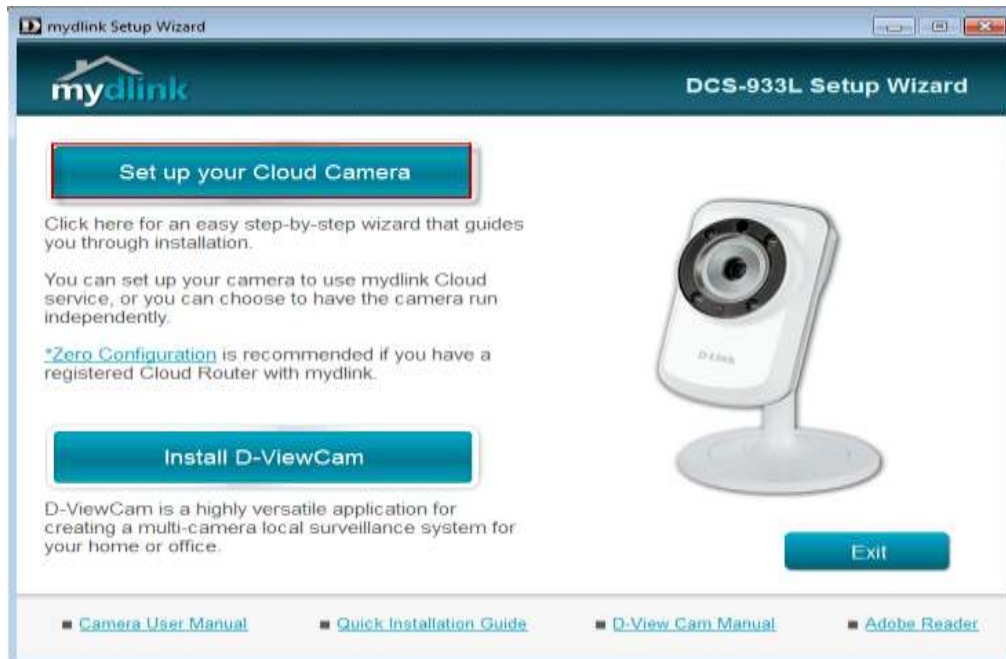 mydlink Setup Wizard
mydlink
DCS-933L Setup Wizard
Set up your Cloud Camera
Click here for an easy step-by-step wizard that guides
you through installation.
You can set up your camera to use mydlink Cloud
service, or you can choose to have the camera run
independently.
*Zero Configuration is recommended if you have a
registered Cloud Router with mydlink.
D-Link
Install D-ViewCam
D-ViewCam is a highly versatile application for
creating a multi-camera local surveillance system for
your home or office.
Exit
Camera User Manual
Quick Installation Guide
D-View Cam Manual
Adobe Reader